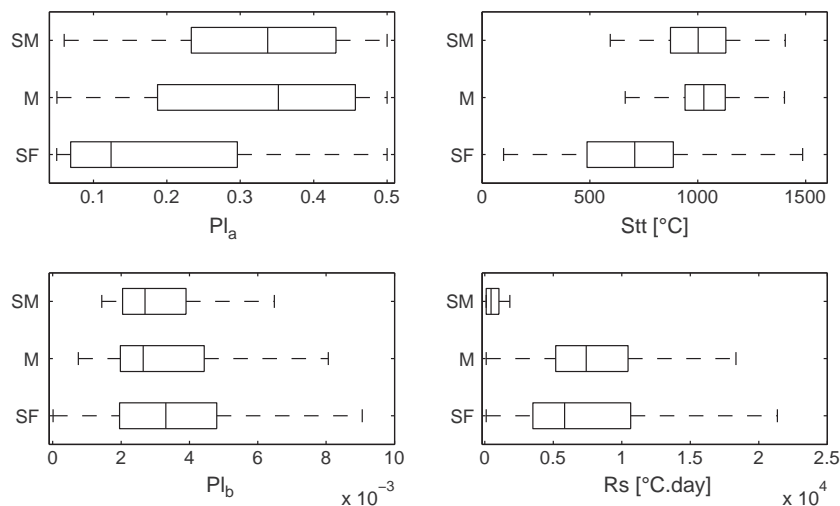 SM
M
SF
0.1 0.2 0.3 0.4 0.5
Pl_a
SM
M
SF
0 500 1000 1500
Stt [°C]
SM
M
SF
0 2 4 6 8 10
Pl_b
x 10⁻³
SM
M
SF
0 0.5 1 1.5 2 2.5
Rs [°C.day]
x 10⁴